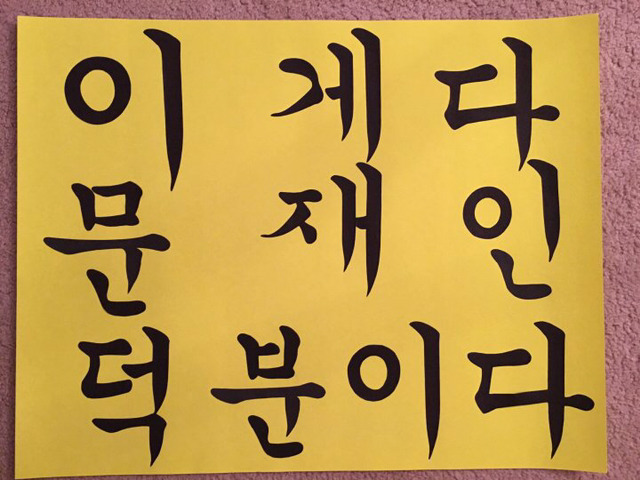 이 게 다
문 재 인
덕 분이다